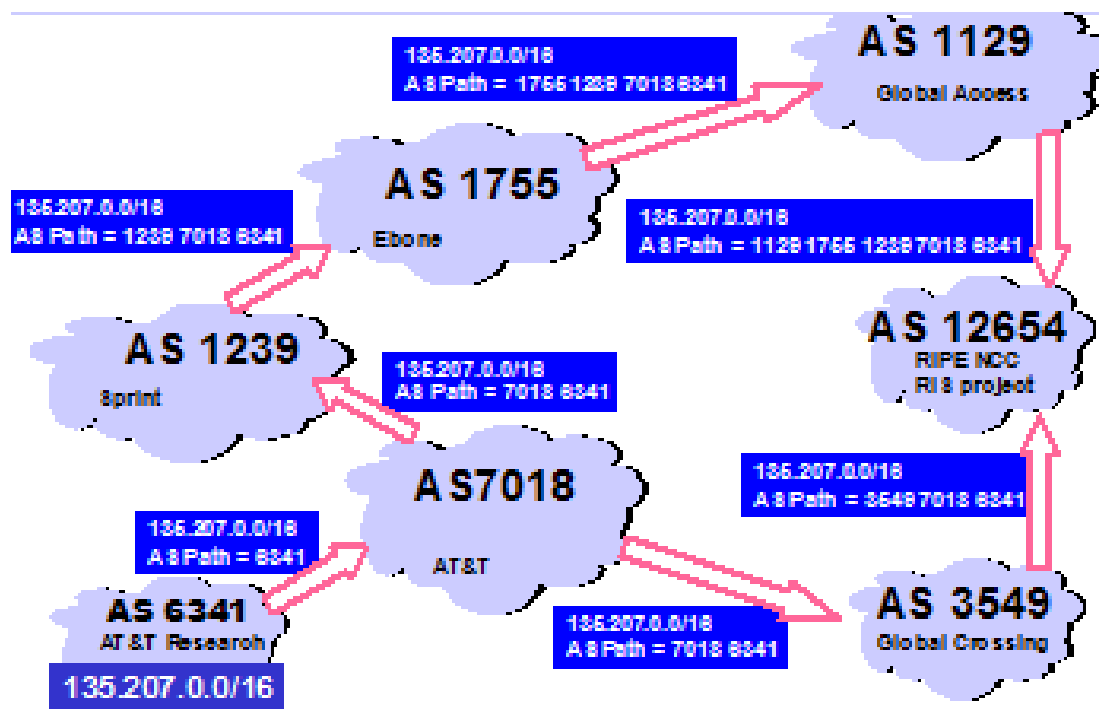 AS 1129
Global Access
135.207.0.0/16
AS Path = 1755 1239 7018 6341
AS 1755
Ebone
135.207.0.0/16
AS Path = 1239 7018 6341
135.207.0.0/16
AS Path = 1129 1755 1239 7018 6341
AS 1239
Sprint
AS 12654
RIPE NCC
RIS project
135.207.0.0/16
AS Path = 7018 6341
AS7018
AT&T
135.207.0.0/16
AS Path = 3549 7018 6341
135.207.0.0/16
AS Path = 6341
AS 6341
AT&T Research
135.207.0.0/16
135.207.0.0/16
AS Path = 7018 6341
AS 3549
Global Crossing